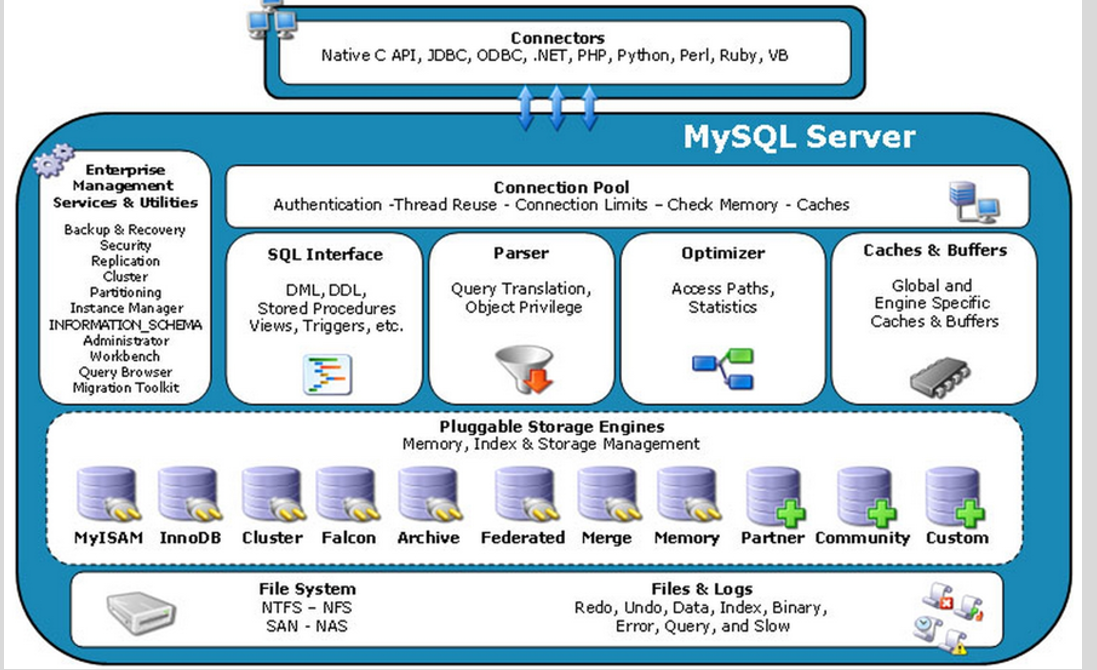 Connectors
Native C API, JDBC, ODBC, .NET, PHP, Python, Perl, Ruby, VB
MySQL Server
Enterprise
Management
Services & Utilities
Backup & Recovery
Security
Replication
Cluster
Partitioning
Instance Manager
INFORMATION_SCHEMA
Administrator
Workbench
Query Browser
Migration Toolkit
Connection Pool
Authentication -Thread Reuse - Connection Limits – Check Memory - Caches
SQL Interface
DML, DDL,
Stored Procedures
Views, Triggers, etc.
Parser
Query Translation,
Object Privilege
Optimizer
Access Paths,
Statistics
Caches & Buffers
Global and
Engine Specific
Caches & Buffers
Pluggable Storage Engines
Memory, Index & Storage Management
MyISAM
InnoDB
Cluster
Falcon
Archive
Federated
Merge
Memory
Partner
Community
Custom
File System
NTFS – NFS
SAN - NAS
Files & Logs
Redo, Undo, Data, Index, Binary,
Error, Query, and Slow